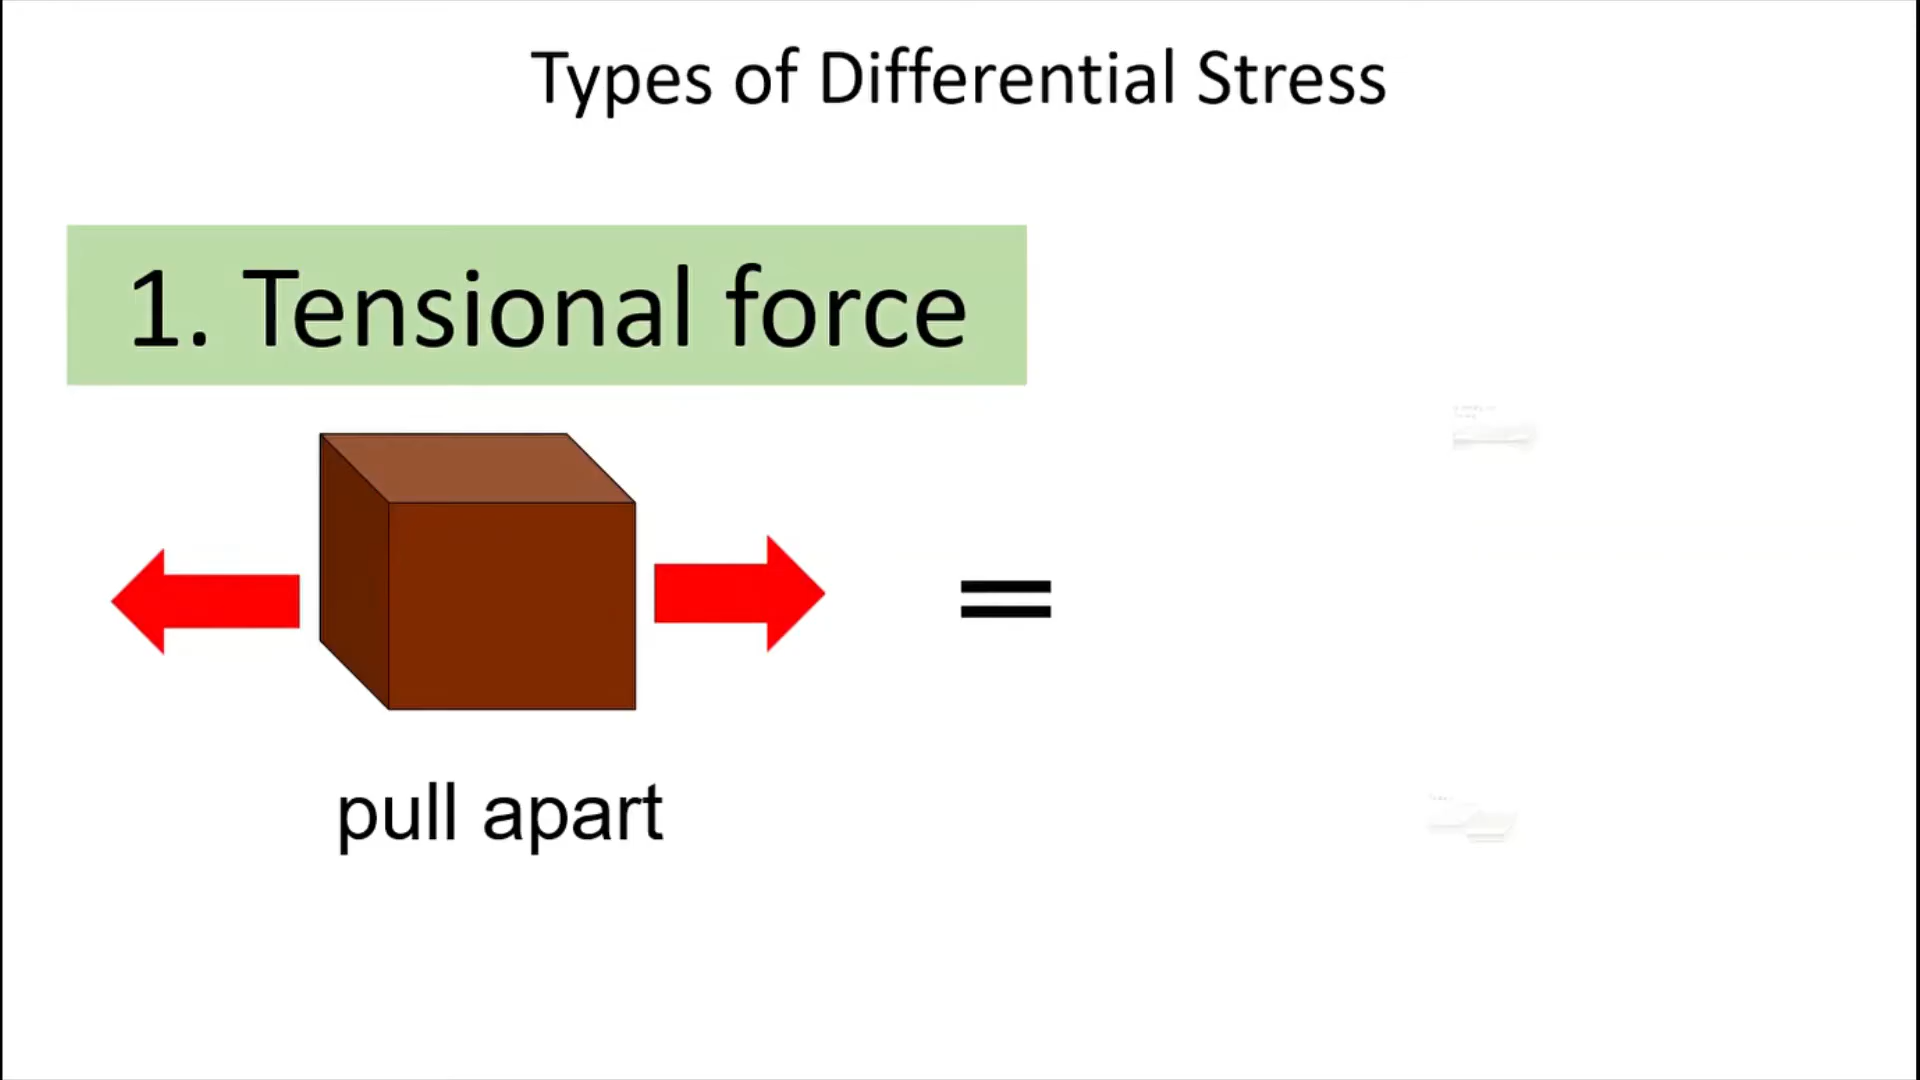 Types of Differential Stress
1. Tensional force
=
pull apart